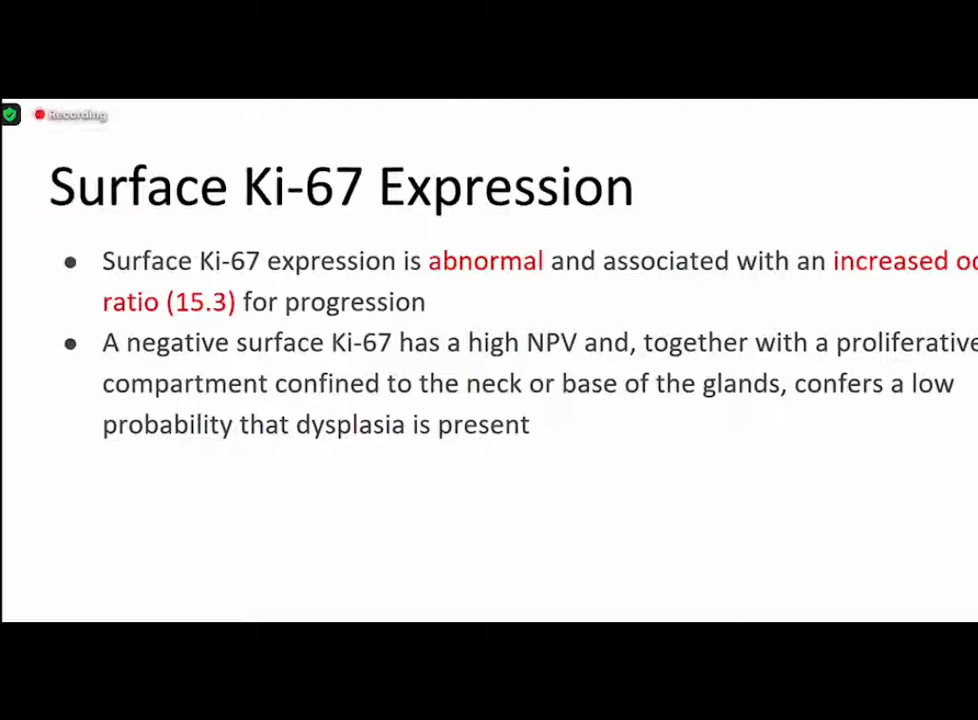 Recording
Surface Ki-67 Expression
● Surface Ki-67 expression is abnormal and associated with an increased
ratio (15.3) for progression
● A negative surface Ki-67 has a high NPV and, together with a proliferative
compartment confined to the neck or base of the glands, confers a low
probability that dysplasia is present